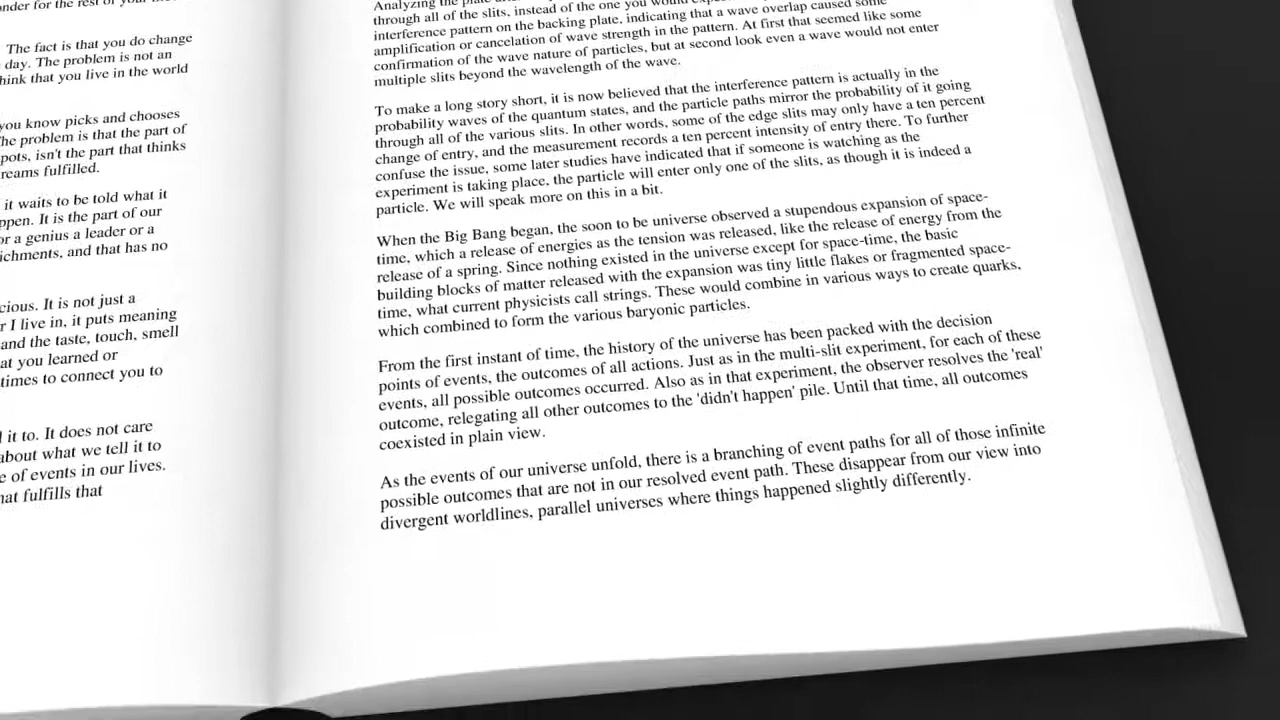 The fact is that you do change
day. The problem is not an
think that you live in the world
you know picks and chooses
The problem is that the part of
pots, isn't the part that thinks
reams fulfilled.
it waits to be told what it
ppen. It is the part of our
or a genius a leader or a
ichments, and that has no
cious. It is not just a
r I live in, it puts meaning
and the taste, touch, smell
at you learned or
times to connect you to
it to. It does not care
about what we tell it to
e of events in our lives.
hat fulfills that
through all of the slits, instead of the one you would
interference pattern on the backing plate, indicating that a wave overlap caused some
amplification or cancelation of wave strength in the pattern. At first that seemed like some
confirmation of the wave nature of particles, but at second look even a wave would not enter
multiple slits beyond the wavelength of the wave.
To make a long story short, it is now believed that the interference pattern is actually in the
probability waves of the quantum states, and the particle paths mirror the probability of it going
through all of the various slits. In other words, some of the edge slits may only have a ten percent
change of entry, and the measurement records a ten percent intensity of entry there. To further
confuse the issue, some later studies have indicated that if someone is watching as the
experiment is taking place, the particle will enter only one of the slits, as though it is indeed a
particle. We will speak more on this in a bit.
When the Big Bang began, the soon to be universe observed a stupendous expansion of space-
time, which a release of energies as the tension was released, like the release of energy from the
release of a spring. Since nothing existed in the universe except for space-time, the basic
building blocks of matter released with the expansion was tiny little flakes or fragmented space-
time, what current physicists call strings. These would combine in various ways to create quarks,
which combined to form the various baryonic particles.
From the first instant of time, the history of the universe has been packed with the decision
points of events, the outcomes of all actions. Just as in the multi-slit experiment, for each of these
events, all possible outcomes occurred. Also as in that experiment, the observer resolves the 'real'
outcome, relegating all other outcomes to the 'didn't happen' pile. Until that time, all outcomes
coexisted in plain view.
As the events of our universe unfold, there is a branching of event paths for all of those infinite
possible outcomes that are not in our resolved event path. These disappear from our view into
divergent worldlines, parallel universes where things happened slightly differently.